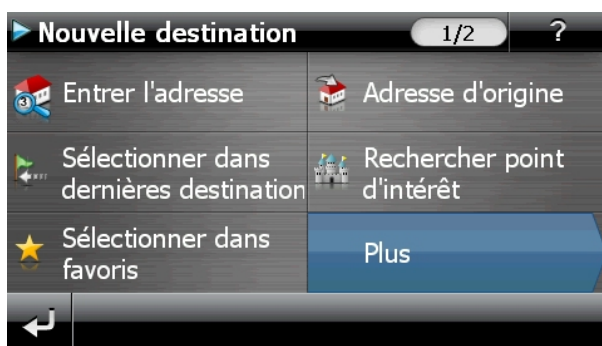 Nouvelle destination
1/2
?
3
Entrer l'adresse
Adresse d'origine
Sélectionner dans
dernières destination
Rechercher point
d'intérêt
Sélectionner dans
favoris
Plus